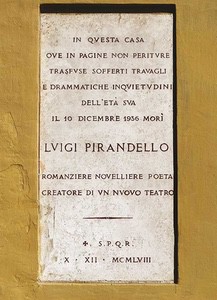 IN QVESTA CASA
OVE IN PAGINE NON PERITVRE
TRASFVSE SOFFERTI TRAVAGLI
E DRAMMATICHE INQVIETVDINI
DELL'ETÀ SVA
IL 10 DICEMBRE 1936 MORÌ
LVIGI PIRANDELLO
ROMANZIERE NOVELLIERE POETA
CREATORE DI VN NVOVO TEATRO
✠ S.P.Q.R.
X · XII · MCMLVIII